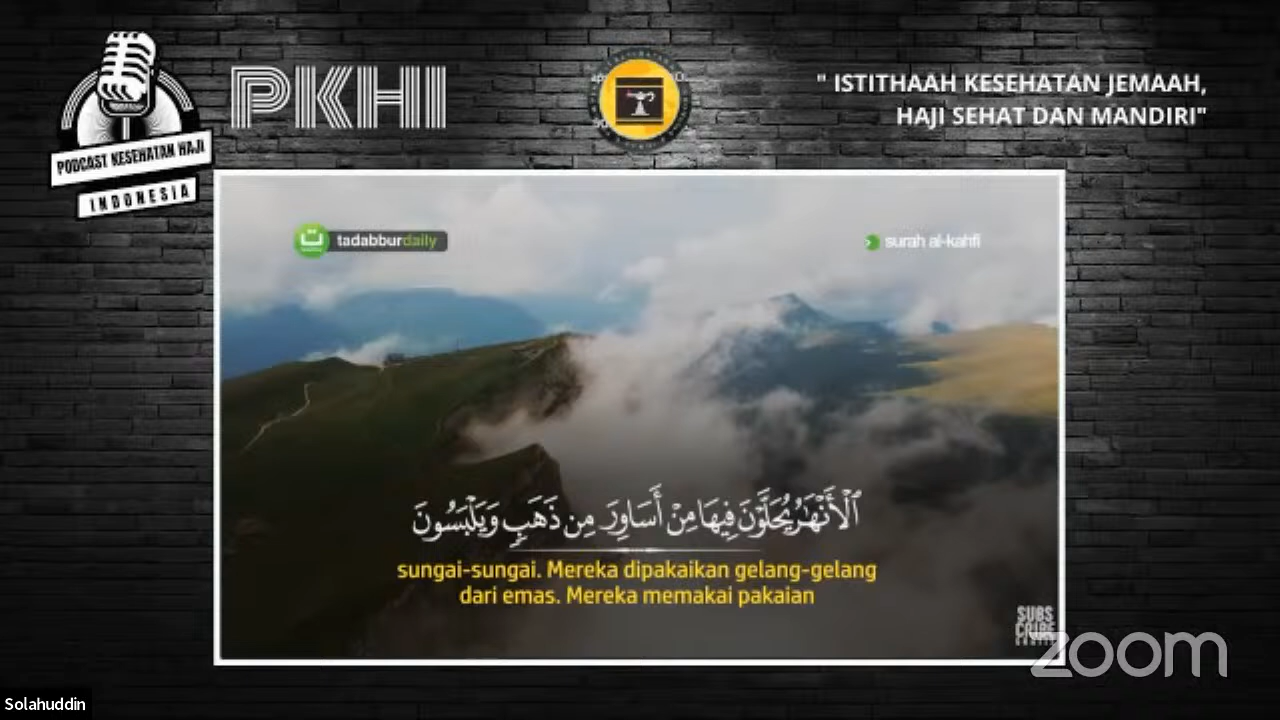 PODCAST KESEHATAN HAJI
INDONESIA
PKHI
" ISTITHAAH KESEHATAN JEMAAH,
HAJI SEHAT DAN MANDIRI"
tadabburdaily
surah al-kahfi
ٱلْأَنْهَٰرُ يُحَلَّوْنَ فِيهَا مِنْ أَسَاوِرَ مِن ذَهَبٍ وَيَلْبَسُونَ
sungai-sungai. Mereka dipakaikan gelang-gelang
dari emas. Mereka memakai pakaian
SUBS
CRIBE
zoom
Solahuddin